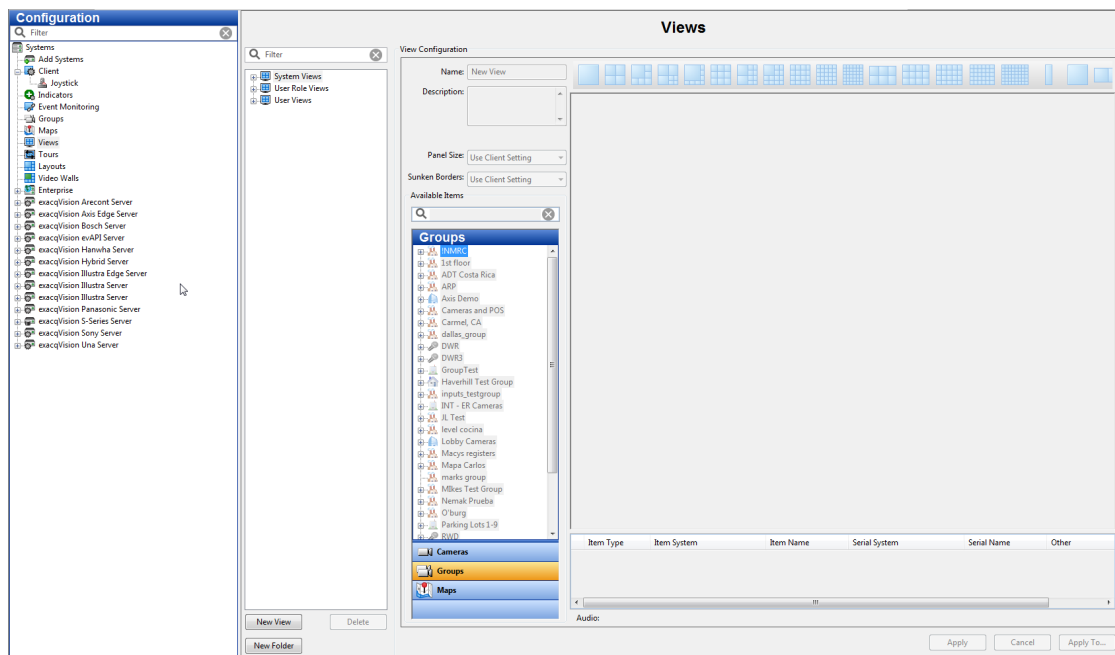 Configuration
Filter
Systems
Add Systems
Client
Joystick
Indicators
Event Monitoring
Groups
Maps
Views
Tours
Layouts
Video Walls
Enterprise
exacqVision Arecont Server
exacqVision Axis Edge Server
exacqVision Bosch Server
exacqVision evAPI Server
exacqVision Hanwha Server
exacqVision Hybrid Server
exacqVision Illustra Edge Server
exacqVision Illustra Server
exacqVision Illustra Server
exacqVision Panasonic Server
exacqVision S-Series Server
exacqVision Sony Server
exacqVision Una Server
Views
Filter
System Views
User Role Views
User Views
New View
Delete
New Folder
View Configuration
Name: New View
Description:
Panel Size: Use Client Setting
Sunken Borders: Use Client Setting
Available Items
Groups
!NMRC
1st floor
ADT Costa Rica
ARP
Axis Demo
Cameras and POS
Carmel, CA
dallas_group
DWR
DWR3
GroupTest
Haverhill Test Group
inputs_testgroup
INT - ER Cameras
JL Test
level cocina
Lobby Cameras
Macys registers
Mapa Carlos
marks group
MIkes Test Group
Nemak Prueba
O'burg
Parking Lots 1-9
RWD
Cameras
Groups
Maps
Item Type Item System Item Name Serial System Serial Name Other
Audio:
Apply Cancel Apply To...